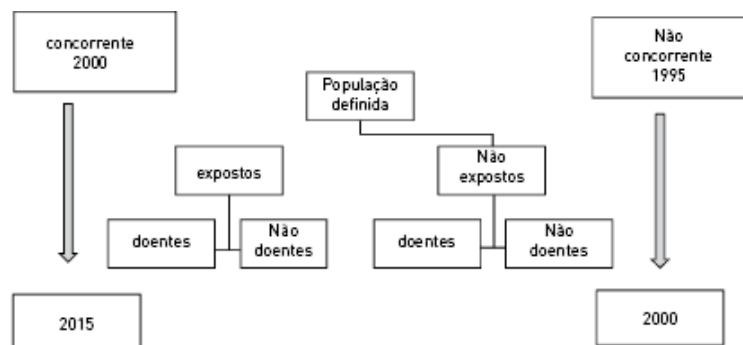 concorrente
2000
Não
concorrente
1995
População
definida
expostos
Não
expostos
doentes
Não
doentes
doentes
Não
doentes
2015
2000